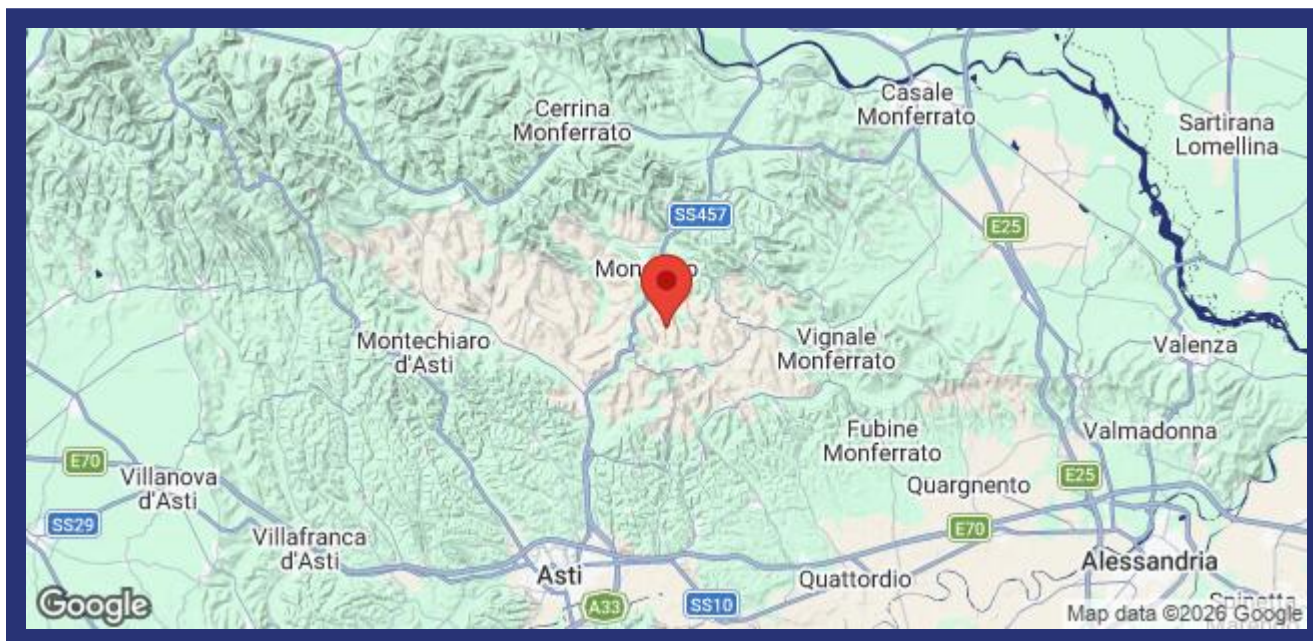 Cerrina
Monferrato
Casale
Monferrato
Sartirana
Lomellina
SS457
E25
Montechiaro
d'Asti
Vignale
Monferrato
Valenza
Fubine
Monferrato
Valmadonna
E70
Villanova
d'Asti
Quargnento
E25
SS29
Villafranca
d'Asti
E70
Asti
Quattordio
Alessandria
A33
SS10
Google
Map data ©2026 Google